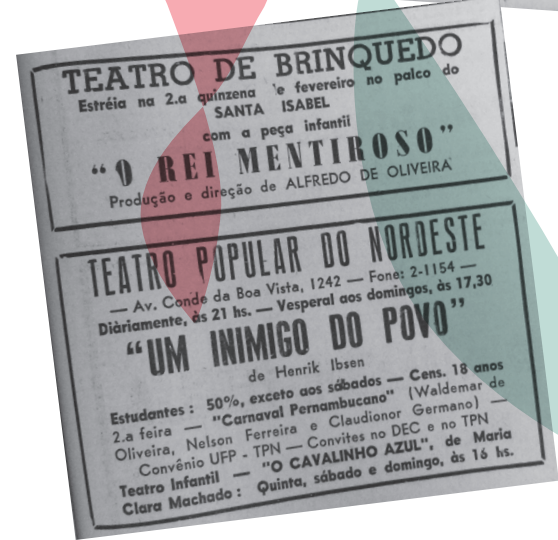 TEATRO DE BRINQUEDO
Estréia na 2.a quinzena 'e fevereiro no palco do
SANTA ISABEL
com a peça infantil
"O REI MENTIROSO"
Produção e direção de ALFREDO DE OLIVEIRA
TEATRO POPULAR DO NORDESTE
— Av. Conde da Boa Vista, 1242 — Fone: 2-1154 —
Diàriamente, às 21 hs. — Vesperal aos domingos, às 17,30
"UM INIMIGO DO POVO"
de Henrik Ibsen
Estudantes : 50%, exceto aos sábados — Cens. 18 anos
2.a feira — "Carnaval Pernambucano" (Waldemar de
Oliveira, Nelson Ferreira e Claudionor Germano) —
Convênio UFP - TPN — Convites no DEC e no TPN
Teatro Infantil — "O CAVALINHO AZUL", de Maria
Clara Machado : Quinta, sábado e domingo, às 16 hs.